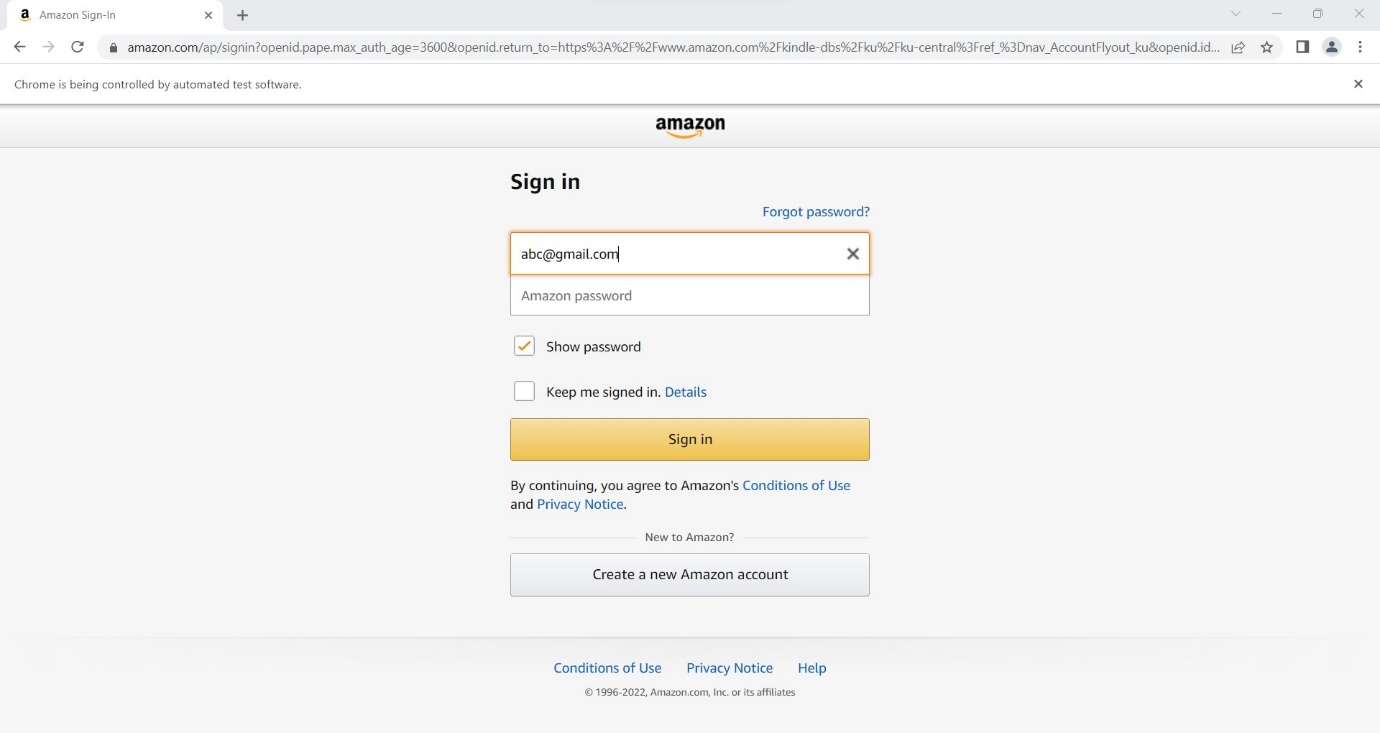 Amazon Sign-In
amazon.com/ap/signin?openid.pape.max_auth_age=3600&openid.return_to=https%3A%2F%2Fwww.amazon.com%2Fkindle-dbs%2Fku%2Fku-central%3Fref_%3Dnav_AccountFlyout_ku&openid.id...
Chrome is being controlled by automated test software.
amazon
Sign in
Forgot password?
abc@gmail.com
Amazon password
Show password
Keep me signed in. Details
Sign in
By continuing, you agree to Amazon's Conditions of Use
and Privacy Notice.
New to Amazon?
Create a new Amazon account
Conditions of Use Privacy Notice Help
© 1996-2022, Amazon.com, Inc. or its affiliates